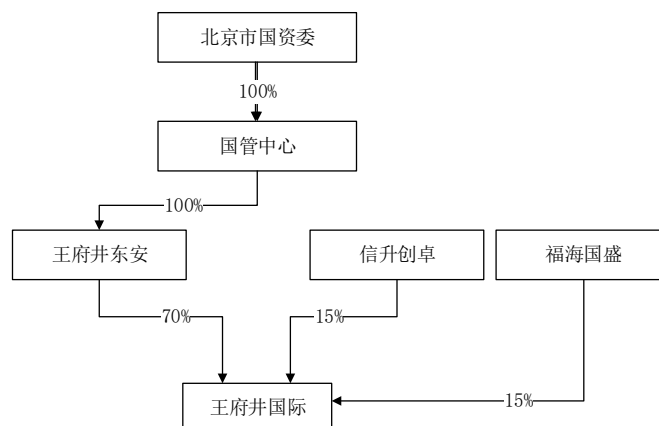 北京市国资委
100%
国管中心
100%
王府井东安
信升创卓
福海国盛
70%
15%
王府井国际
15%